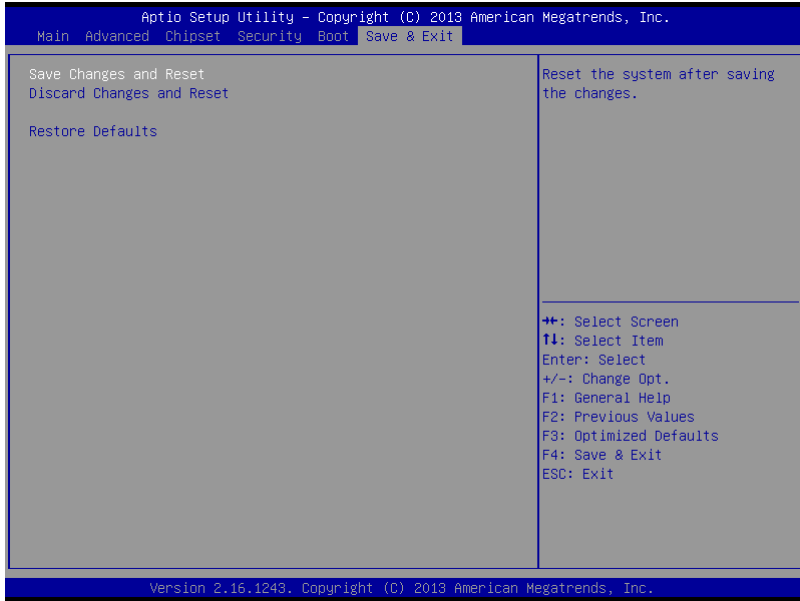 Aptio Setup Utility – Copyright (C) 2013 American Megatrends, Inc.
Main Advanced Chipset Security Boot Save & Exit
Save Changes and Reset
Discard Changes and Reset
Restore Defaults
Reset the system after saving
the changes.
→←: Select Screen
↑↓: Select Item
Enter: Select
+/-: Change Opt.
F1: General Help
F2: Previous Values
F3: Optimized Defaults
F4: Save & Exit
ESC: Exit
Version 2.16.1243. Copyright (C) 2013 American Megatrends, Inc.